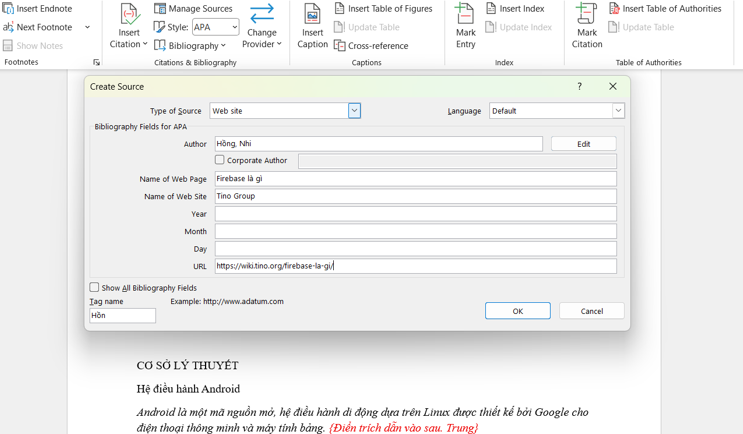 Insert Endnote
Next Footnote
Show Notes
Footnotes
Insert Citation
Manage Sources
Style: APA
Bibliography
Change Provider
Citations & Bibliography
Insert Caption
Insert Table of Figures
Update Table
Cross-reference
Captions
Mark Entry
Insert Index
Update Index
Index
Mark Citation
Insert Table of Authorities
Update Table
Table of Authorities
Create Source ?
Type of Source Web site Language Default
Bibliography Fields for APA
Author Hồng, Nhi Edit
Corporate Author
Name of Web Page Firebase là gì
Name of Web Site Tino Group
Year
Month
Day
URL https://wiki.tino.org/firebase-la-gi/
Show All Bibliography Fields
Tag name Example: http://www.adatum.com
Hồn OK Cancel
CƠ SỞ LÝ THUYẾT
Hệ điều hành Android
Android là một mã nguồn mở, hệ điều hành di động dựa trên Linux được thiết kế bởi Google cho
điện thoại thông minh và máy tính bảng. {Điền trích dẫn vào sau. Trung}